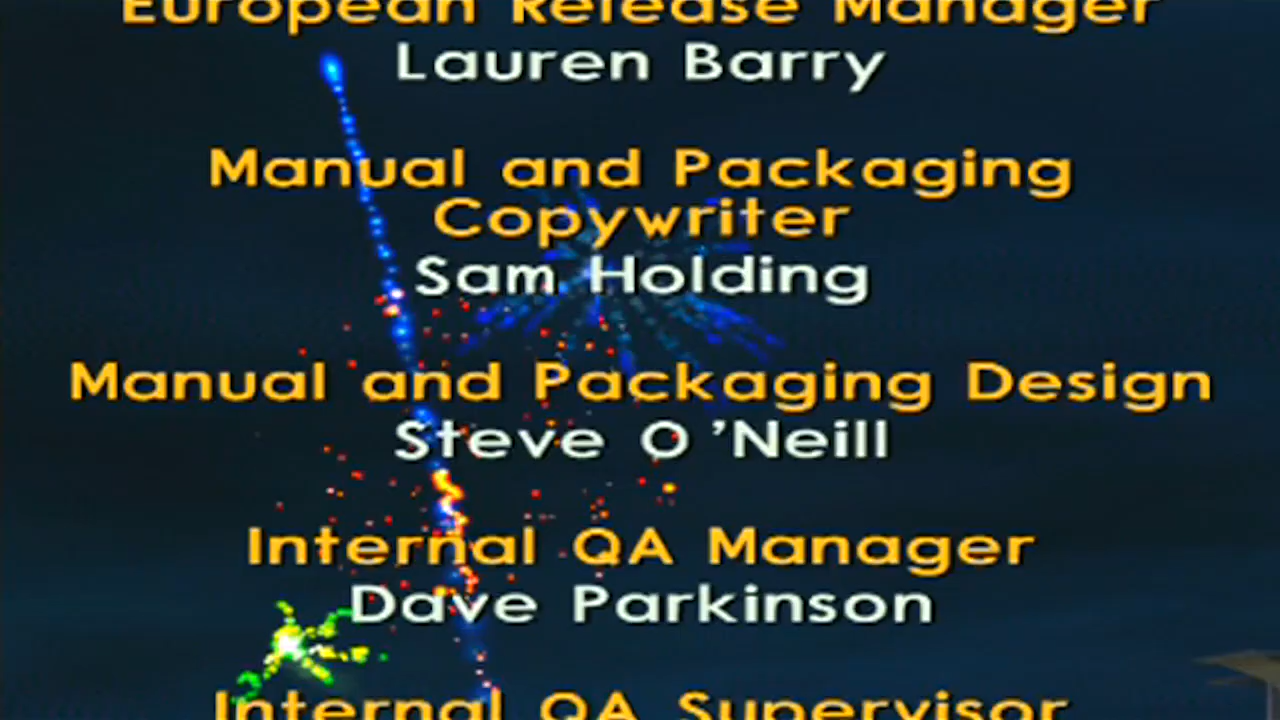 European Release Manager
Lauren Barry
Manual and Packaging
Copywriter
Sam Holding
Manual and Packaging Design
Steve O'Neill
Internal QA Manager
Dave Parkinson
Internal QA Supervisor